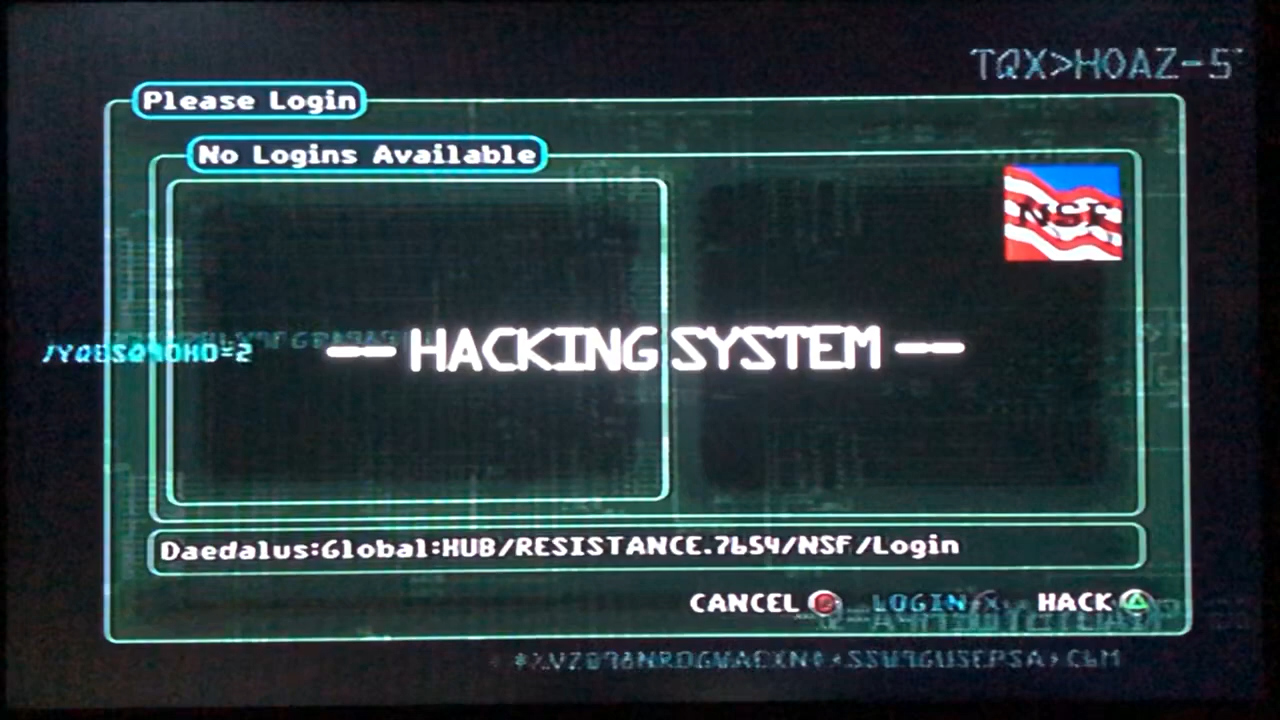 TQX>HOAZ-5
Please Login
No Logins Available
NSF
-- HACKING SYSTEM --
Daedalus:Global:HUB/RESISTANCE.7654/NSF/Login
CANCEL LOGIN X HACK